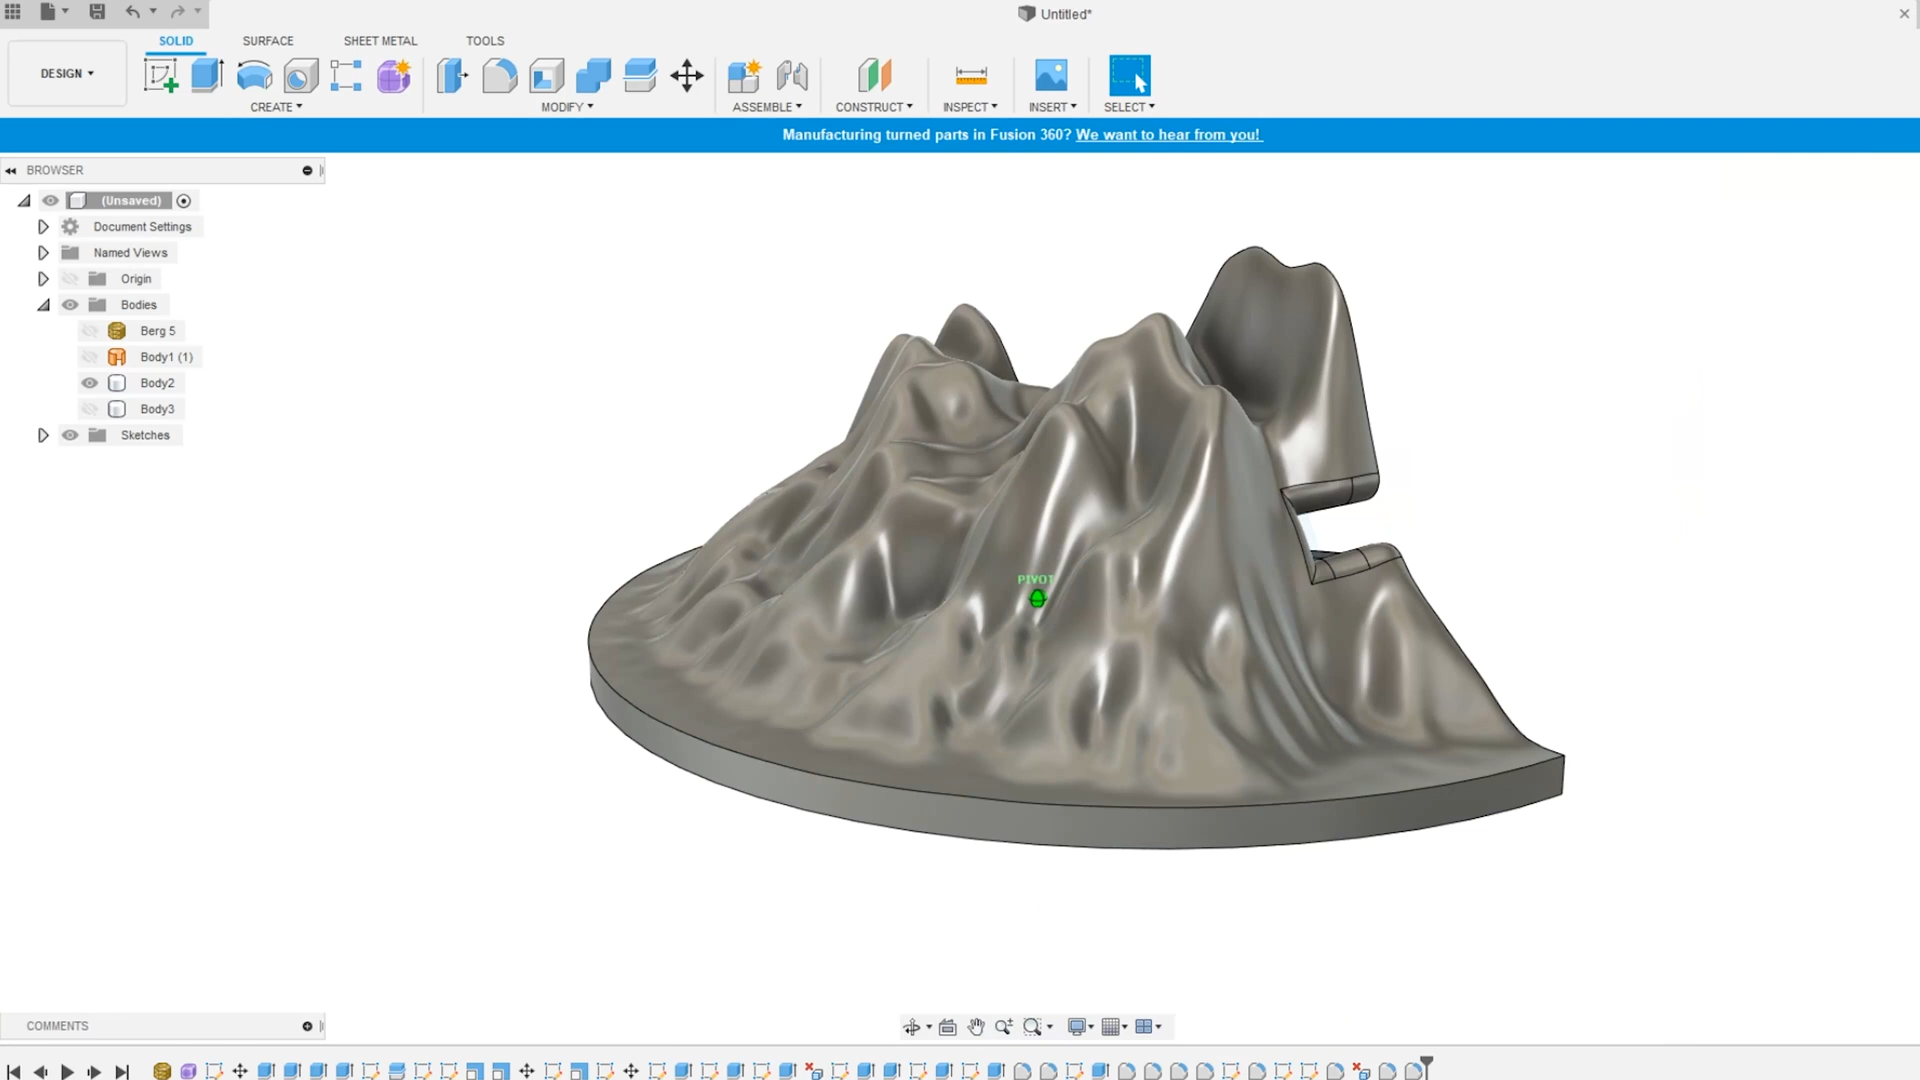 Untitled*
SOLID SURFACE SHEET METAL TOOLS
DESIGN
CREATE MODIFY ASSEMBLE CONSTRUCT INSPECT INSERT SELECT
Manufacturing turned parts in Fusion 360? We want to hear from you!
BROWSER
(Unsaved)
Document Settings
Named Views
Origin
Bodies
Berg 5
Body1 (1)
Body2
Body3
Sketches
PIVOT
COMMENTS